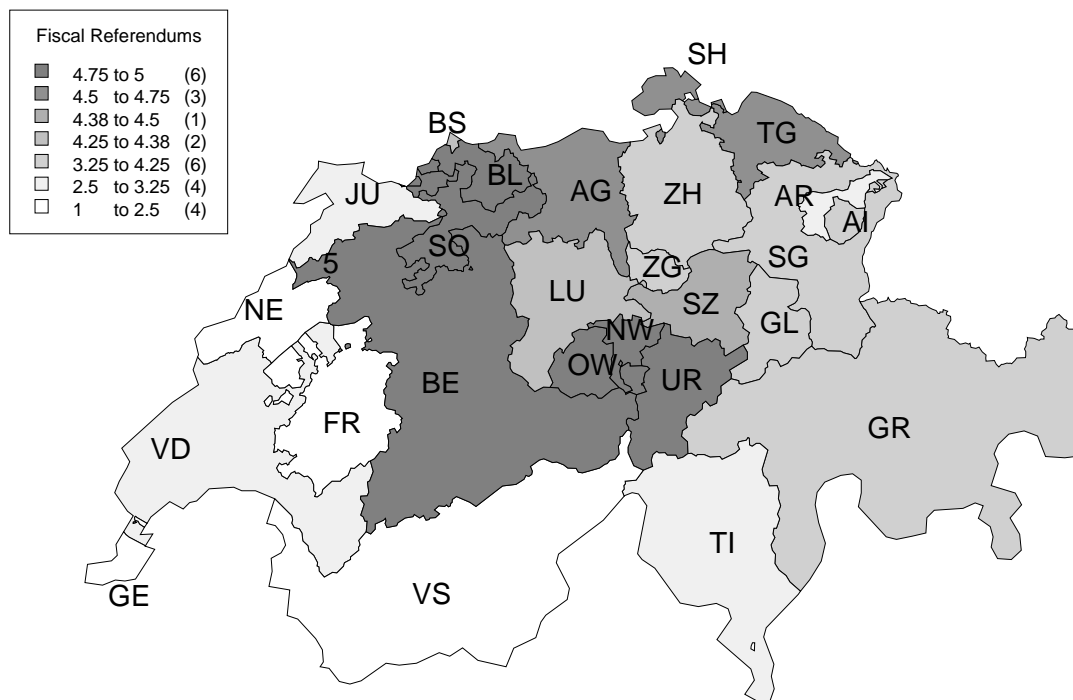 Fiscal Referendums
4.75 to 5 (6)
4.5 to 4.75 (3)
4.38 to 4.5 (1)
4.25 to 4.38 (2)
3.25 to 4.25 (6)
2.5 to 3.25 (4)
1 to 2.5 (4)
SH
BS
TG
BL
JU
AG
ZH
AR
AI
SO
5
ZG
SG
LU
SZ
NE
GL
NW
OW
UR
BE
FR
GR
VD
TI
GE
VS